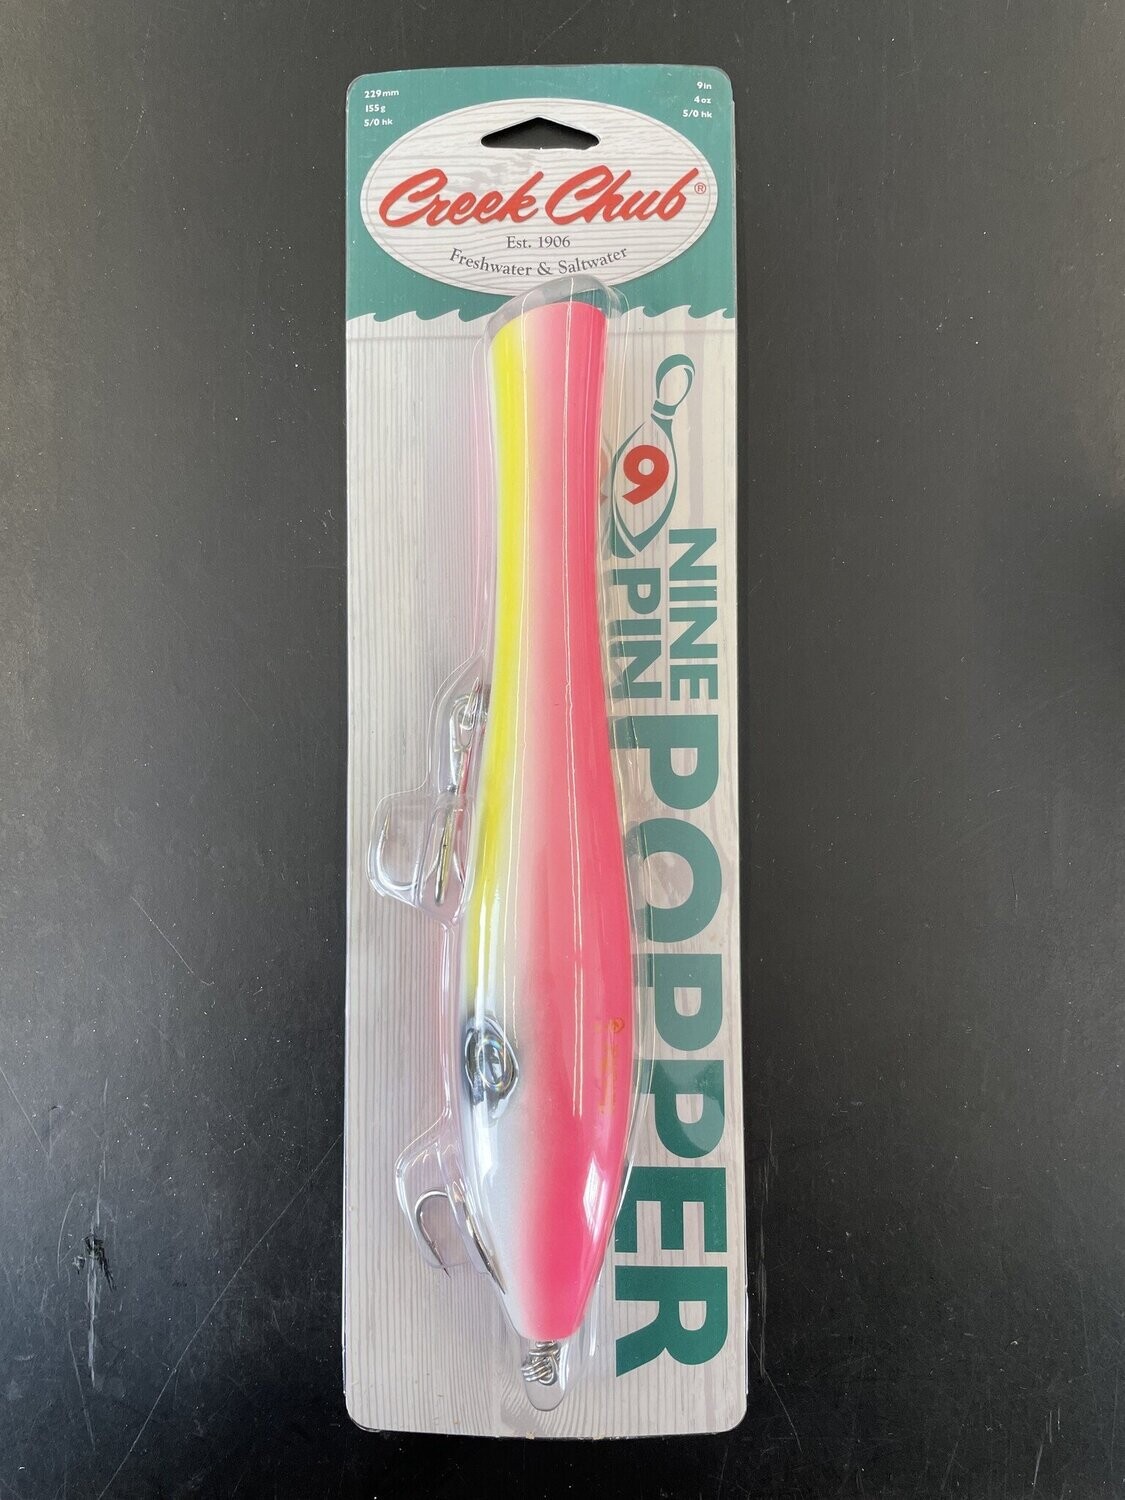 229mm
155g
5/0 hk
9in
4oz
5/0 hk
Creek Chub®
Est. 1906
Freshwater & Saltwater
9
NINE
PIN
POPPER